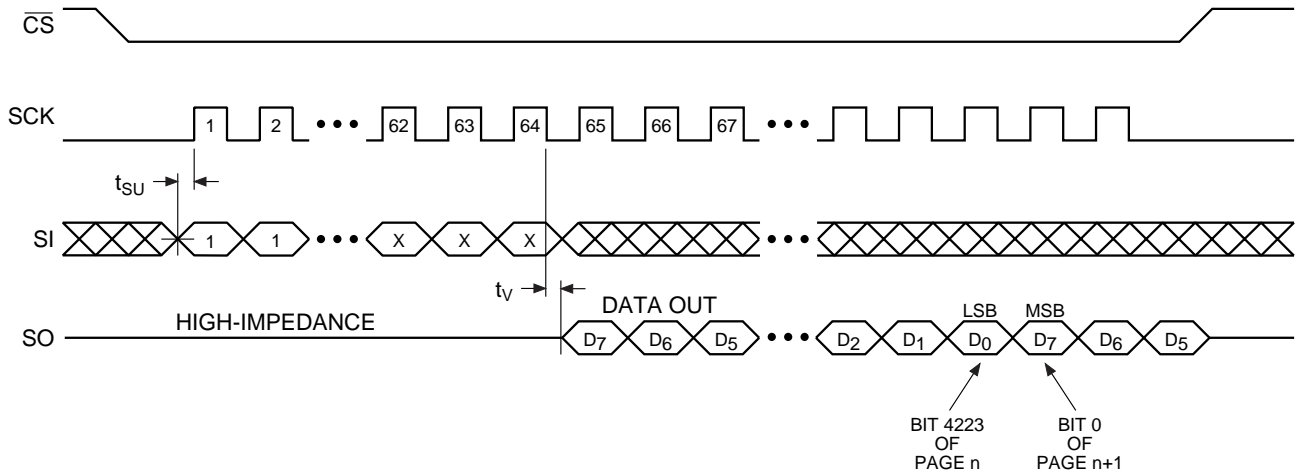 CS
SCK
1 2 • • • 62 63 64 65 66 67 • • •
tSU
SI
1 1 • • • X X X • • •
tV
DATA OUT
HIGH-IMPEDANCE
LSB MSB
SO
D7 D6 D5 • • • D2 D1 D0 D7 D6 D5
BIT 4223
OF
PAGE n
BIT 0
OF
PAGE n+1